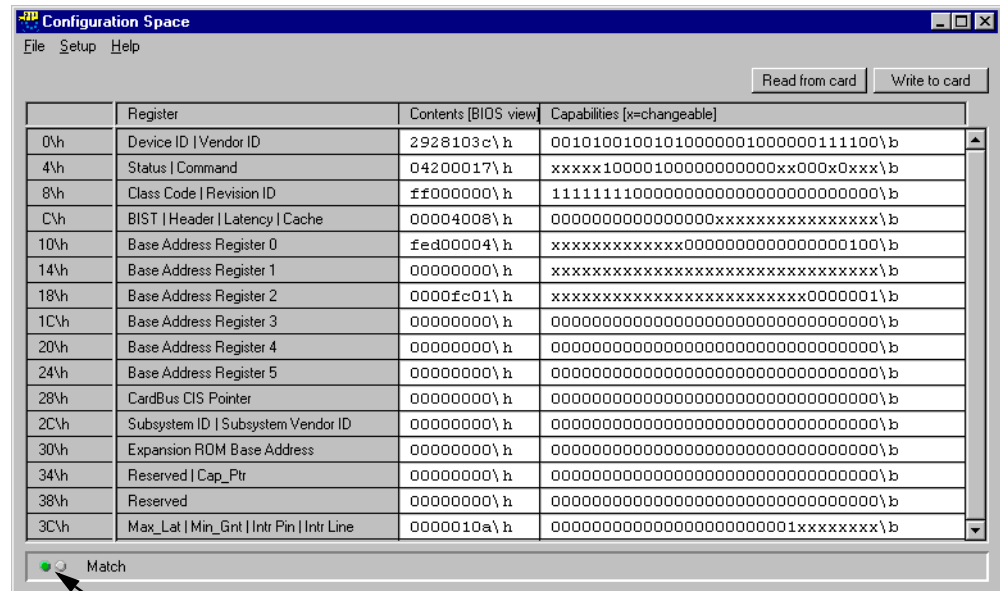 Configuration Space
File Setup Help
Read from card Write to card
Register Contents [BIOS view] Capabilities [x=changeable]
0\h Device ID | Vendor ID 2928103c\h 00101001001010000001000000111100\b
4\h Status | Command 04200017\h xxxxx10000100000000000xx000x0xxx\b
8\h Class Code | Revision ID ff000000\h 11111111000000000000000000000000\b
C\h BIST | Header | Latency | Cache 00004008\h 0000000000000000xxxxxxxxxxxxxxxx\b
10\h Base Address Register 0 fed00004\h xxxxxxxxxxxxx0000000000000000100\b
14\h Base Address Register 1 00000000\h xxxxxxxxxxxxxxxxxxxxxxxxxxxxxxxx\b
18\h Base Address Register 2 0000fc01\h xxxxxxxxxxxxxxxxxxxxxxxxx0000001\b
1C\h Base Address Register 3 00000000\h 00000000000000000000000000000000\b
20\h Base Address Register 4 00000000\h 00000000000000000000000000000000\b
24\h Base Address Register 5 00000000\h 00000000000000000000000000000000\b
28\h CardBus CIS Pointer 00000000\h 00000000000000000000000000000000\b
2C\h Subsystem ID | Subsystem Vendor ID 00000000\h 00000000000000000000000000000000\b
30\h Expansion ROM Base Address 00000000\h 00000000000000000000000000000000\b
34\h Reserved | Cap_Ptr 00000000\h 00000000000000000000000000000000\b
38\h Reserved 00000000\h 00000000000000000000000000000000\b
3C\h Max_Lat | Min_Gnt | Intr Pin | Intr Line 0000010a\h 000000000000000000000001xxxxxxxx\b
Match